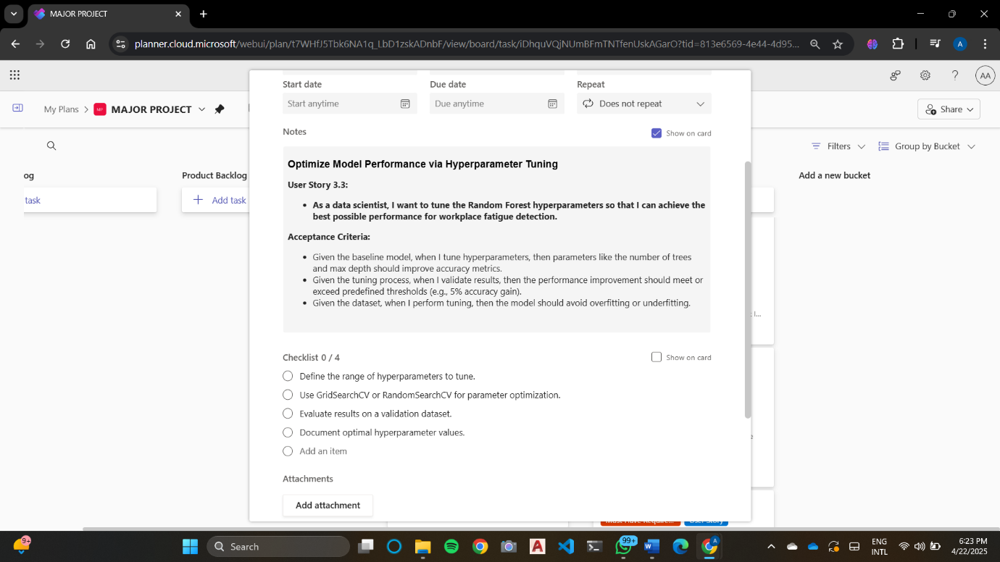 MAJOR PROJECT
planner.cloud.microsoft/webui/plan/t7WHfJ5Tbk6NA1q_LbD1zskADnbF/view/board/task/iDhquVQjNUmBFmTNTfenUskAGarO?tid=813e6569-4e44-4d95...
A
AA
My Plans
MP
MAJOR PROJECT
Share
Filters
Group by Bucket
og
Product Backlog
Add a new bucket
task
Add task
Start date
Due date
Repeat
Start anytime
Due anytime
Does not repeat
Notes
Show on card
Optimize Model Performance via Hyperparameter Tuning
User Story 3.3:
• As a data scientist, I want to tune the Random Forest hyperparameters so that I can achieve the
best possible performance for workplace fatigue detection.
Acceptance Criteria:
• Given the baseline model, when I tune hyperparameters, then parameters like the number of trees
and max depth should improve accuracy metrics.
• Given the tuning process, when I validate results, then the performance improvement should meet or
exceed predefined thresholds (e.g., 5% accuracy gain).
• Given the dataset, when I perform tuning, then the model should avoid overfitting or underfitting.
Checklist 0 / 4
Show on card
Define the range of hyperparameters to tune.
Use GridSearchCV or RandomSearchCV for parameter optimization.
Evaluate results on a validation dataset.
Document optimal hyperparameter values.
Add an item
Attachments
Add attachment
User Story
9+
Search
99+
A
ENG
INTL
6:23 PM
4/22/2025